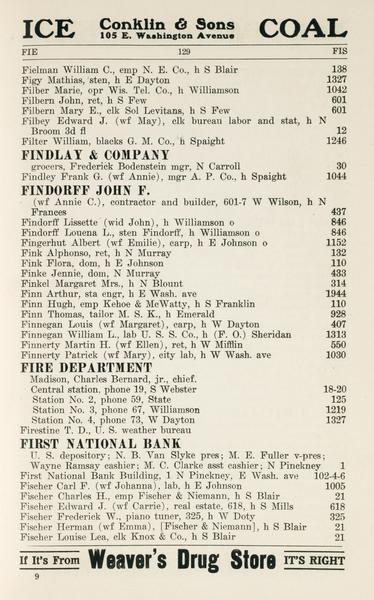 ICE Conklin & Sons COAL
105 E. Washington Avenue
FIE 129 FIS
Fielman William C., emp N. E. Co., h S Blair 138
Figy Mathias, sten, h E Dayton 1327
Filber Marie, opr Wis. Tel. Co., h Williamson 1042
Filbern John, ret, h S Few 601
Filbern Mary E., clk Sol Levitans, h S Few 601
Filbey Edward J. (wf May), clk bureau labor and stat, h N
Broom 3d fl 12
Filter William, blacks G. M. Co., h Spaight 1246
FINDLAY & COMPANY
grocers, Frederick Bodenstein mgr, N Carroll 30
Findley Frank G. (wf Annie), mgr A. P. Co., h Spaight 1044
FINDORFF JOHN F.
(wf Annie C.), contractor and builder, 601-7 W Wilson, h N
Frances 437
Findorff Lissette (wid John), h Williamson o 846
Findorff Louena L., sten Findorff, h Williamson o 846
Fingerhut Albert (wf Emilie), carp, h E Johnson o 1152
Fink Alphonso, ret, h N Murray 132
Fink Flora, dom, h E Johnson 110
Finke Jennie, dom, N Murray 433
Finkel Margaret Mrs., h N Blount 314
Finn Arthur, sta engr, h E Wash. ave 1944
Finn Hugh, emp Kehoe & McWatty, h S Franklin 110
Finn Thomas, tailor M. S. K., h Emerald 928
Finnegan Louis (wf Margaret), carp, h W Dayton 407
Finnegan William L., lab U. S. S. Co., h (F. O.) Sheridan 1313
Finnerty Martin H. (wf Ellen), ret, h W Mifflin 550
Finnerty Patrick (wf Mary), city lab, h W Wash. ave 1030
FIRE DEPARTMENT
Madison, Charles Bernard, jr., chief.
Central station, phone 19, S Webster 18-20
Station No. 2, phone 59, State 125
Station No. 3, phone 67, Williamson 1219
Station No. 4, phone 73, W Dayton 1327
Firestine T. D., U. S. weather bureau
FIRST NATIONAL BANK
U. S. depository; N. B. Van Slyke pres; M. E. Fuller v-pres;
Wayne Ramsay cashier; M. C. Clarke asst cashier; N Pinckney 1
First National Bank Building, 1 N Pinckney, E Wash. ave 102-4-6
Fischer Carl F. (wf Johanna), lab, h E Johnson 1005
Fischer Charles H., emp Fischer & Niemann, h S Blair 21
Fischer Edward J. (wf Carrie), real estate, 618, h S Mills 618
Fischer Frederick W., piano tuner, 325, h W Doty 325
Fischer Herman (wf Emma), [Fischer & Niemann], h S Blair 21
Fischer Louise Lea, clk Knox & Co., h S Blair 21
If It's From Weaver's Drug Store IT'S RIGHT
9